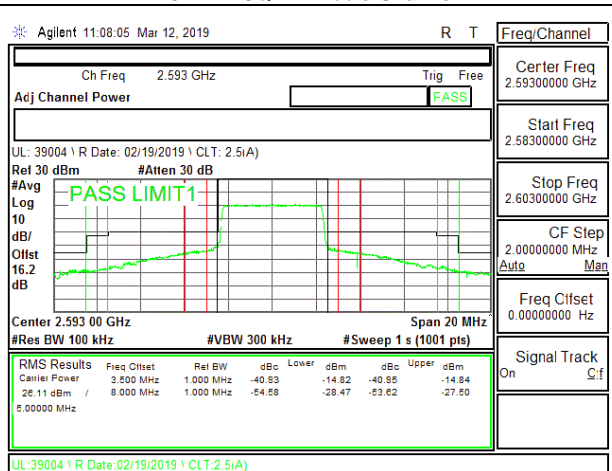 Agilent 11:08:05 Mar 12, 2019 R T
Freq/Channel
Ch Freq 2.593 GHz Trig Free
Adj Channel Power PASS
UL: 39004 \ R Date: 02/19/2019 \ CLT: 2.5(A)
Ref 30 dBm #Atten 30 dB
#Avg
Log
10
dB/
Offst
16.2
dB
PASS LIMIT1
Center 2.593 00 GHz Span 20 MHz
#Res BW 100 kHz #VBW 300 kHz #Sweep 1 s (1001 pts)
RMS Results Freq Offset Ref BW dBc Lower dBm dBc Upper dBm
Carrier Power 3.500 MHz 1.000 MHz -40.93 -14.82 -40.95 -14.84
26.11 dBm / 8.000 MHz 1.000 MHz -54.58 -28.47 -53.62 -27.50
5.00000 MHz
UL:39004 \ R Date:02/19/2019 \ CLT:2.5(A)
Center Freq
2.59300000 GHz
Start Freq
2.58300000 GHz
Stop Freq
2.60300000 GHz
CF Step
2.00000000 MHz
Auto Man
Freq Offset
0.00000000 Hz
Signal Track
On Off